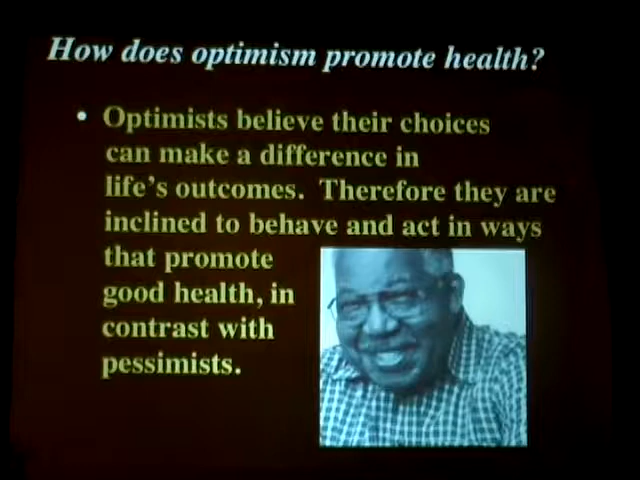 How does optimism promote health?
• Optimists believe their choices
can make a difference in
life's outcomes. Therefore they are
inclined to behave and act in ways
that promote
good health, in
contrast with
pessimists.